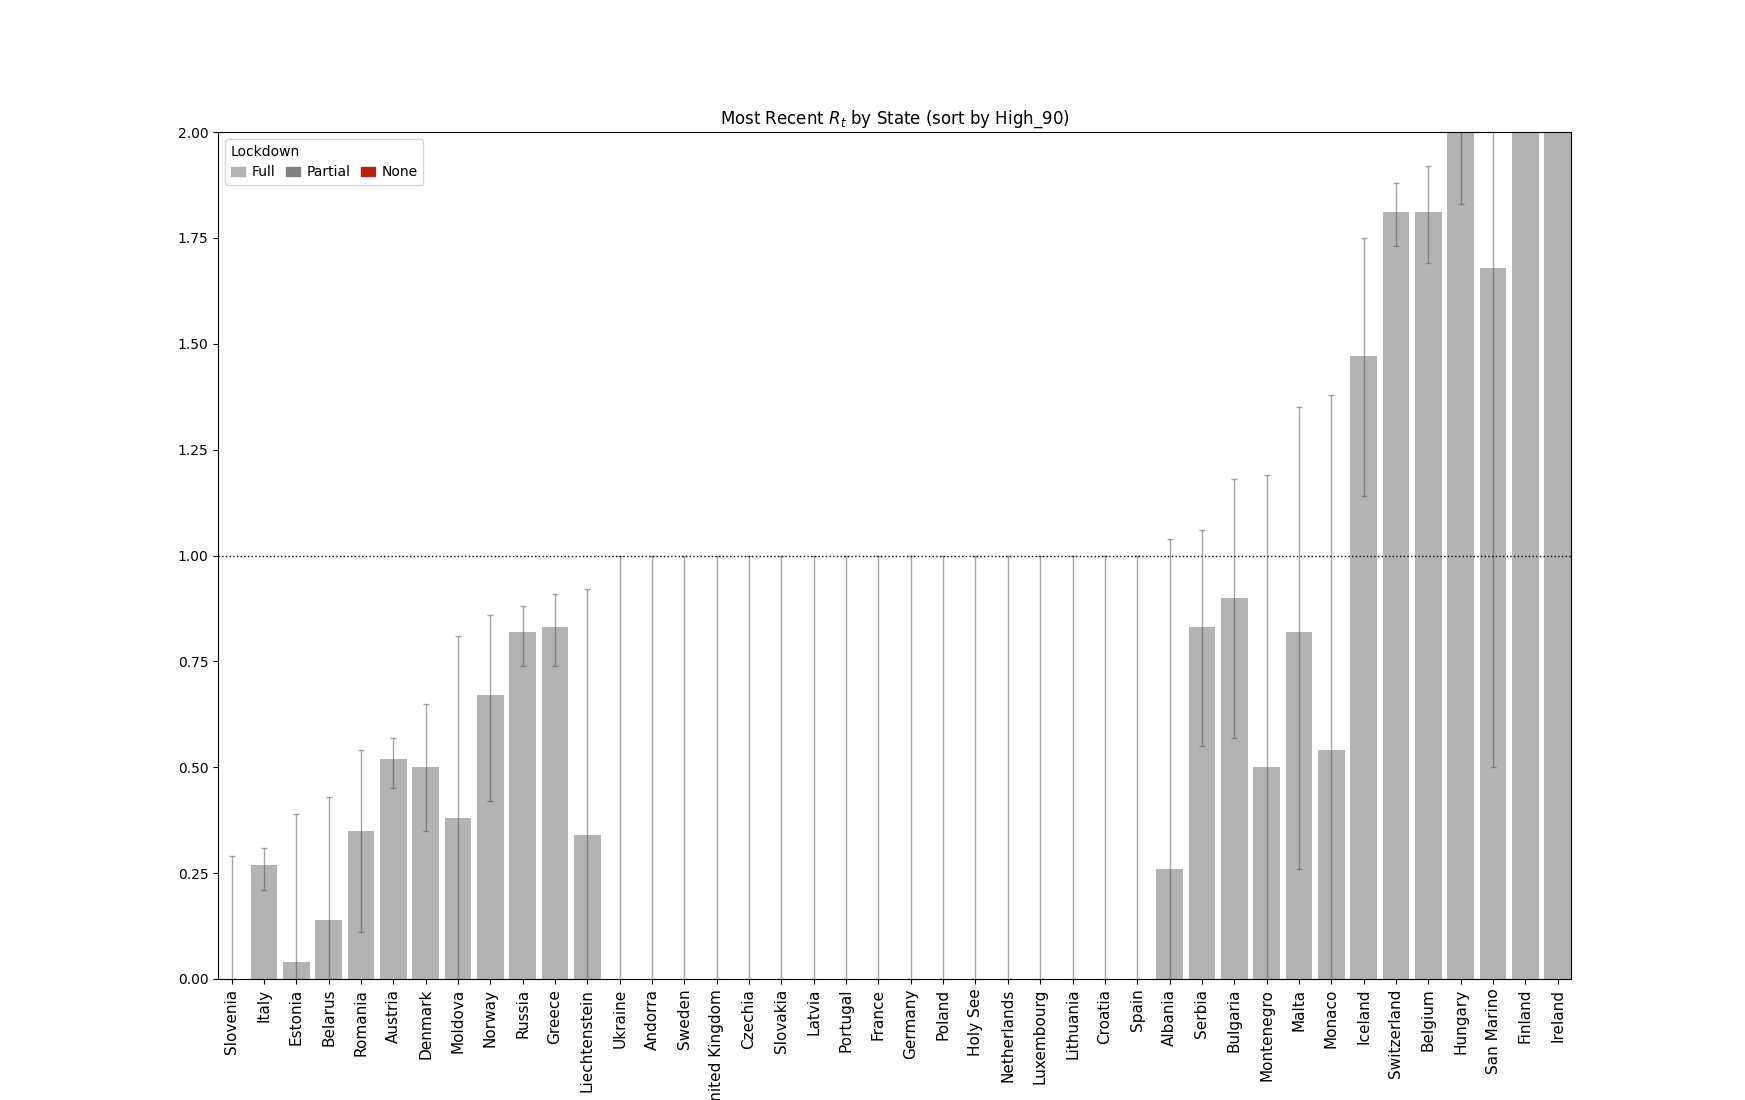 Most Recent R_t by State (sort by High_90)
Lockdown
Full Partial None
2.00
1.75
1.50
1.25
1.00
0.75
0.50
0.25
0.00
Slovenia
Italy
Estonia
Belarus
Romania
Austria
Denmark
Moldova
Norway
Russia
Greece
Liechtenstein
Ukraine
Andorra
Sweden
nited Kingdom
Czechia
Slovakia
Latvia
Portugal
France
Germany
Poland
Holy See
Netherlands
Luxembourg
Lithuania
Croatia
Spain
Albania
Serbia
Bulgaria
Montenegro
Malta
Monaco
Iceland
Switzerland
Belgium
Hungary
San Marino
Finland
Ireland